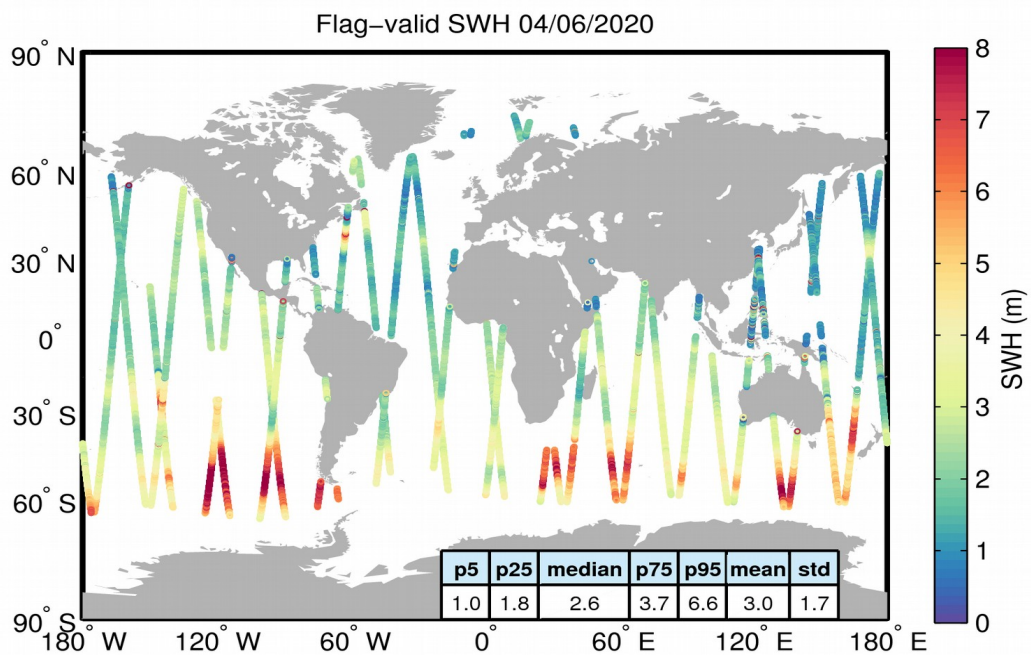 Flag−valid SWH 04/06/2020
90° N
60° N
30° N
0°
30° S
60° S
90° S
180° W
120° W
60° W
0°
60° E
120° E
180° E
p5 p25 median p75 p95 mean std
1.0 1.8 2.6 3.7 6.6 3.0 1.7
8
7
6
5
4
3
2
1
0
SWH (m)